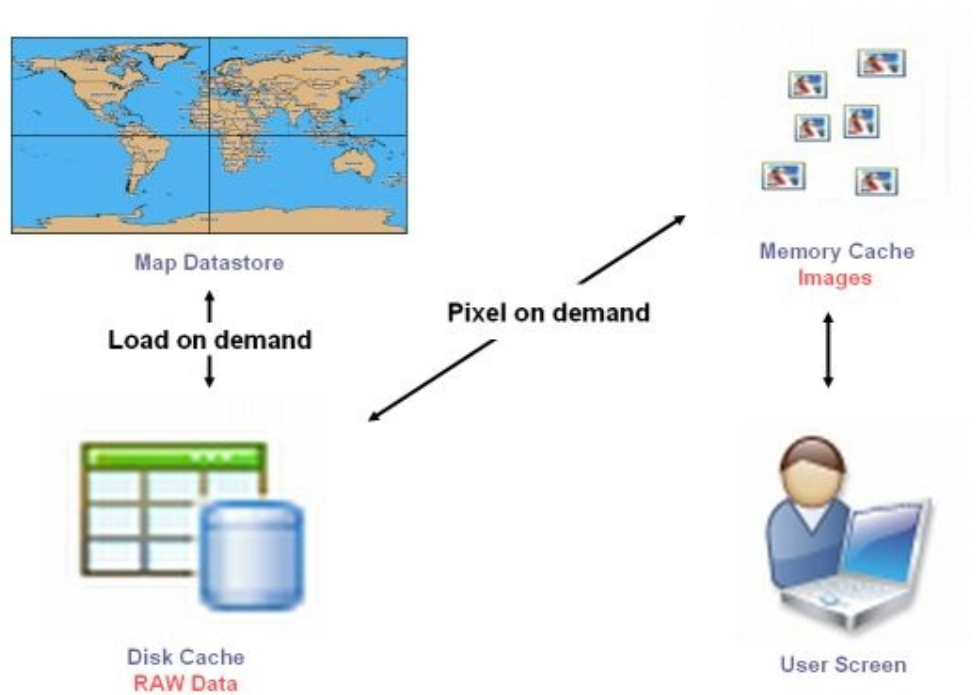 Map Datastore
Memory Cache
Images
Pixel on demand
Load on demand
Disk Cache
RAW Data
User Screen